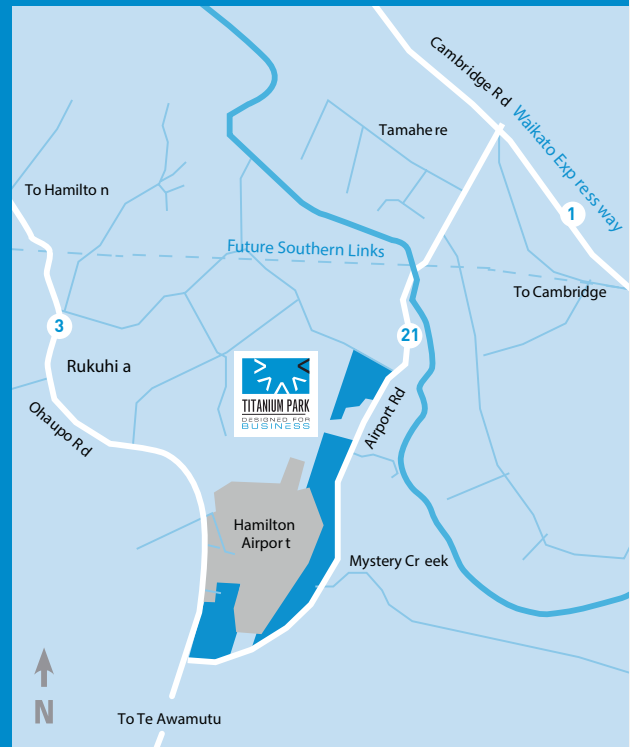 Cambridge Rd
Waikato Expressway
Tamahere
To Hamilton
1
Future Southern Links
To Cambridge
3
21
Rukuhia
TITANIUM PARK
DESIGNED FOR
BUSINESS
Ohaupo Rd
Airport Rd
Hamilton
Airport
Mystery Creek
N
To Te Awamutu